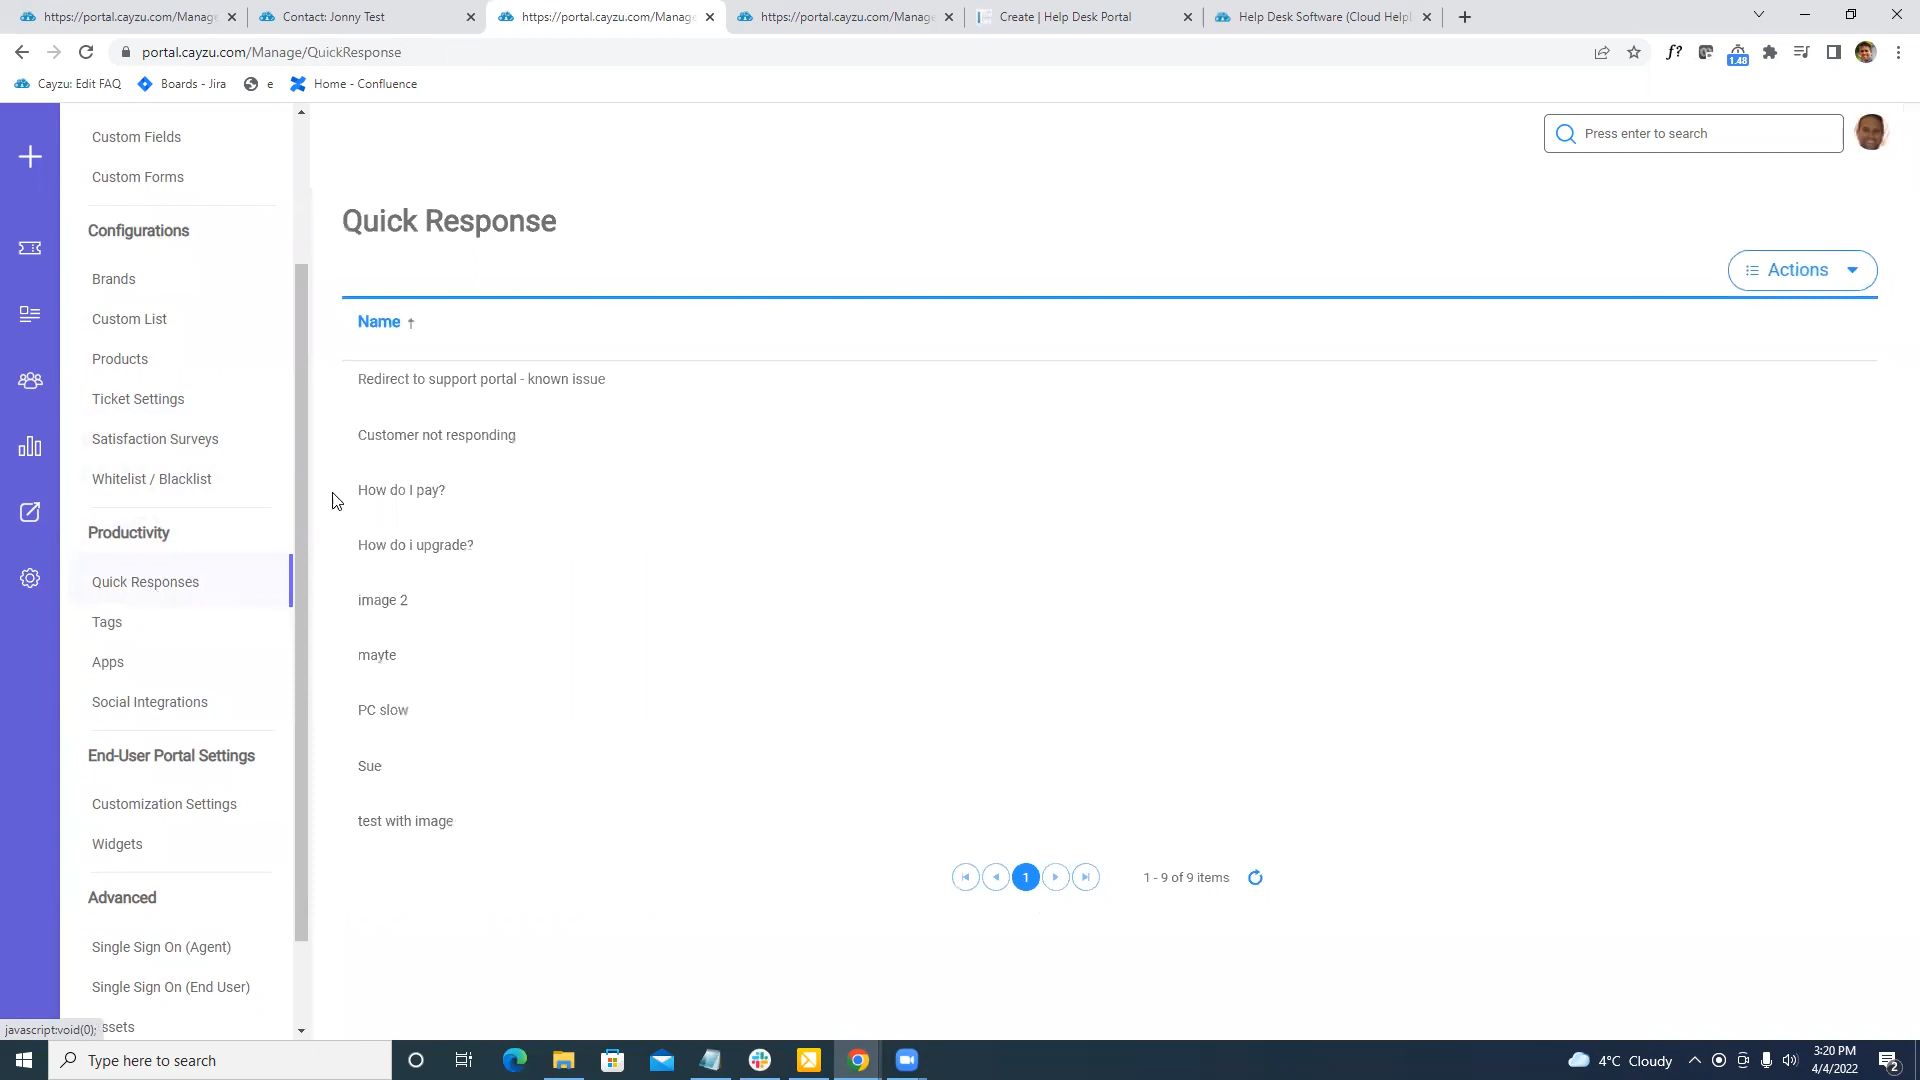 https://portal.cayzu.com/Manage
Contact: Jonny Test
https://portal.cayzu.com/Manage
https://portal.cayzu.com/Manage
Create | Help Desk Portal
Help Desk Software (Cloud Help
portal.cayzu.com/Manage/QuickResponse
f?
1.48
Cayzu: Edit FAQ
Boards - Jira
e
Home - Confluence
Press enter to search
Custom Fields
Custom Forms
Configurations
Brands
Custom List
Products
Ticket Settings
Satisfaction Surveys
Whitelist / Blacklist
Productivity
Quick Responses
Tags
Apps
Social Integrations
End-User Portal Settings
Customization Settings
Widgets
Advanced
Single Sign On (Agent)
Single Sign On (End User)
ssets
javascript:void(0);
Quick Response
Actions
Name ↑
Redirect to support portal - known issue
Customer not responding
How do I pay?
How do i upgrade?
image 2
mayte
PC slow
Sue
test with image
1
1 - 9 of 9 items
Type here to search
4°C Cloudy
3:20 PM
4/4/2022
2